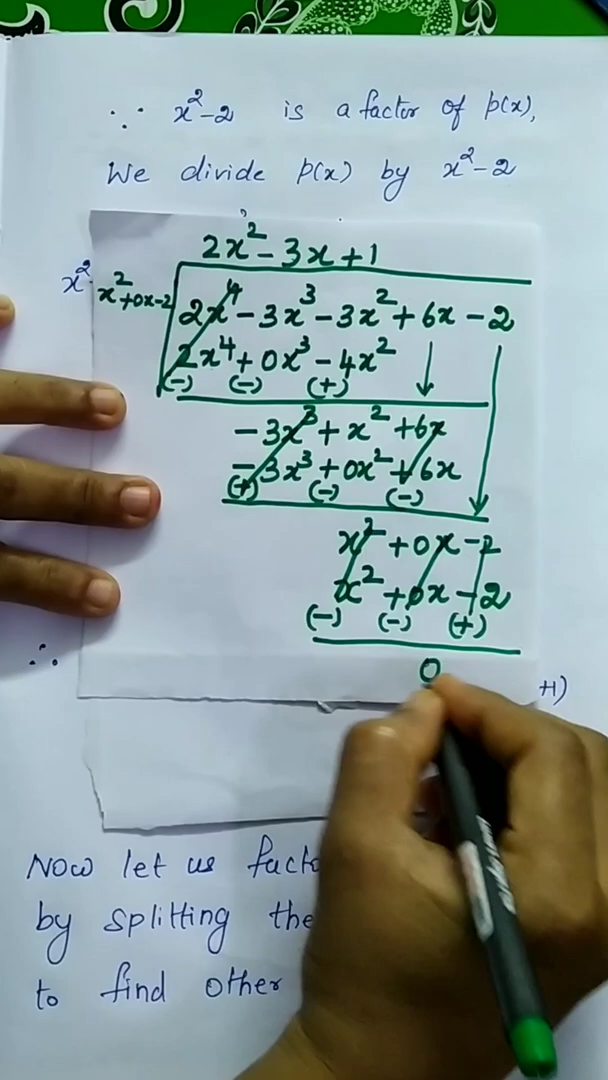 ∵ x²-2 is a factor of p(x),
We divide p(x) by x²-2
2x² - 3x + 1
x²
x²+0x-2
2x⁴ - 3x³ - 3x² + 6x - 2
2x⁴ + 0x³ - 4x²
(-) (-) (+)
-3x³ + x² + 6x
-3x³ + 0x² + 6x
(+) (-) (-)
x² + 0x - 2
x² + 0x - 2
(-) (-) (+)
0
∴ +1)
Now let us
by splitting the
to find other